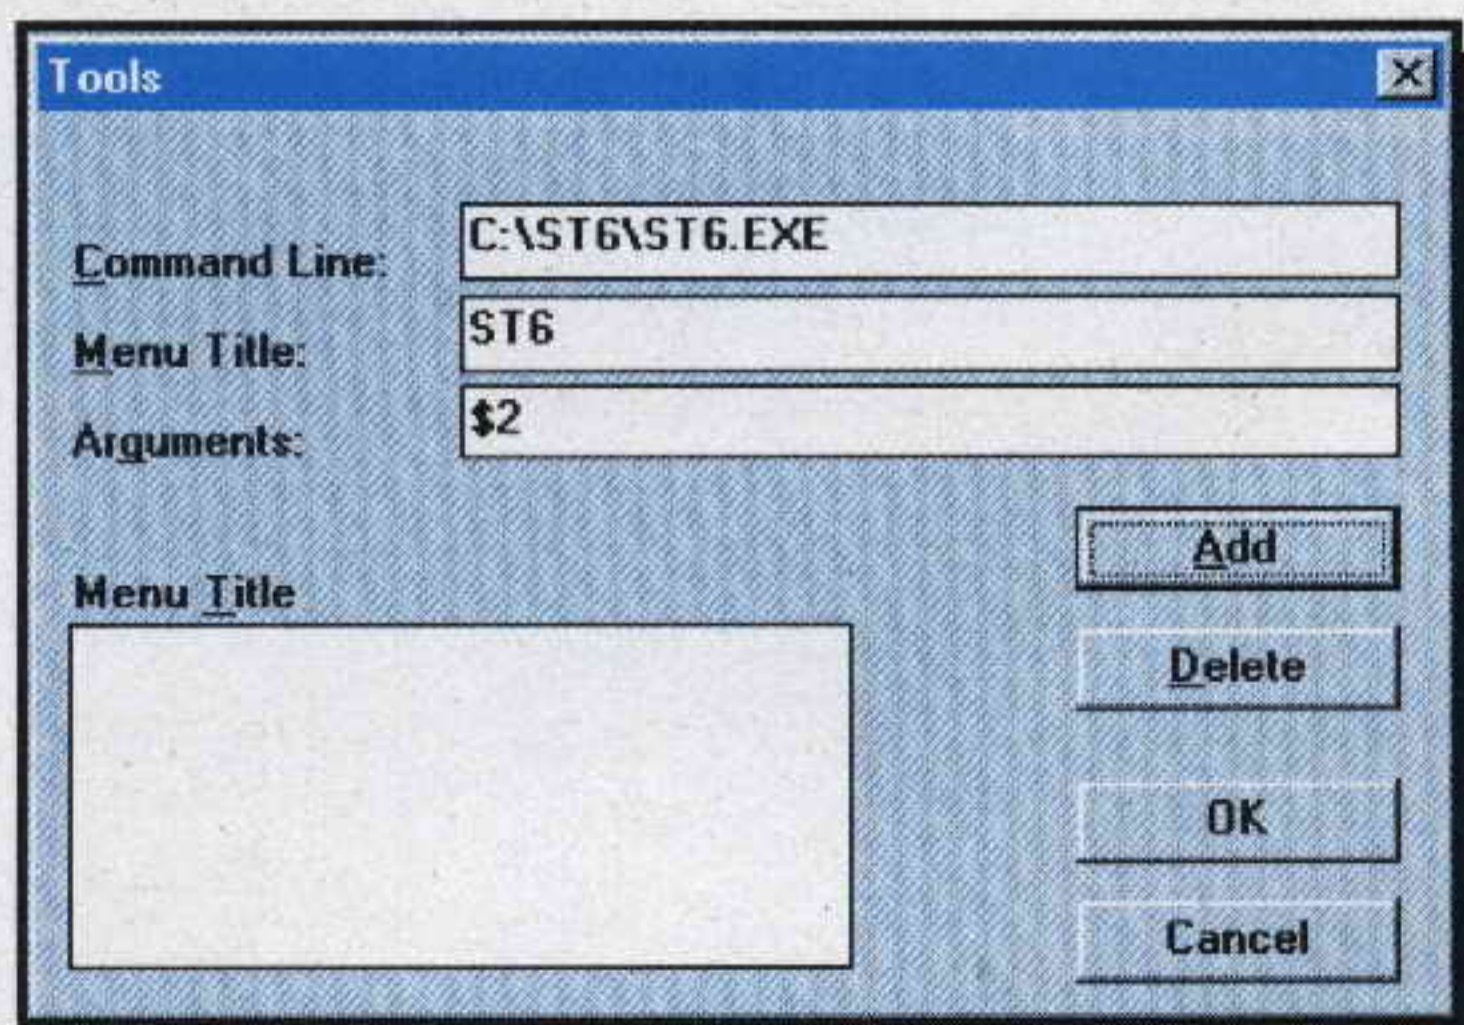 Tools
Command Line:
C:\ST6\ST6.EXE
Menu Title:
ST6
Arguments:
$2
Add
Menu Title
Delete
OK
Cancel